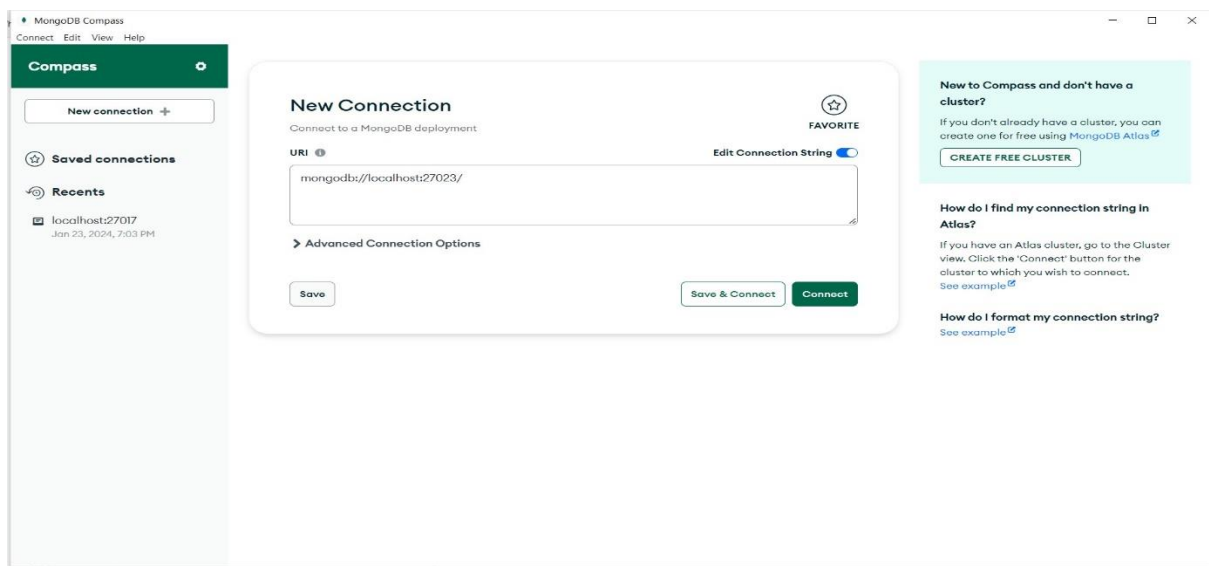 MongoDB Compass
Connect Edit View Help
Compass
New connection +
Saved connections
Recents
localhost:27017
Jan 23, 2024, 7:03 PM
New Connection
Connect to a MongoDB deployment
FAVORITE
URI
Edit Connection String
mongodb://localhost:27023/
Advanced Connection Options
Save
Save & Connect
Connect
New to Compass and don't have a
cluster?
If you don't already have a cluster, you can
create one for free using MongoDB Atlas
CREATE FREE CLUSTER
How do I find my connection string in
Atlas?
If you have an Atlas cluster, go to the Cluster
view. Click the 'Connect' button for the
cluster to which you wish to connect.
See example
How do I format my connection string?
See example